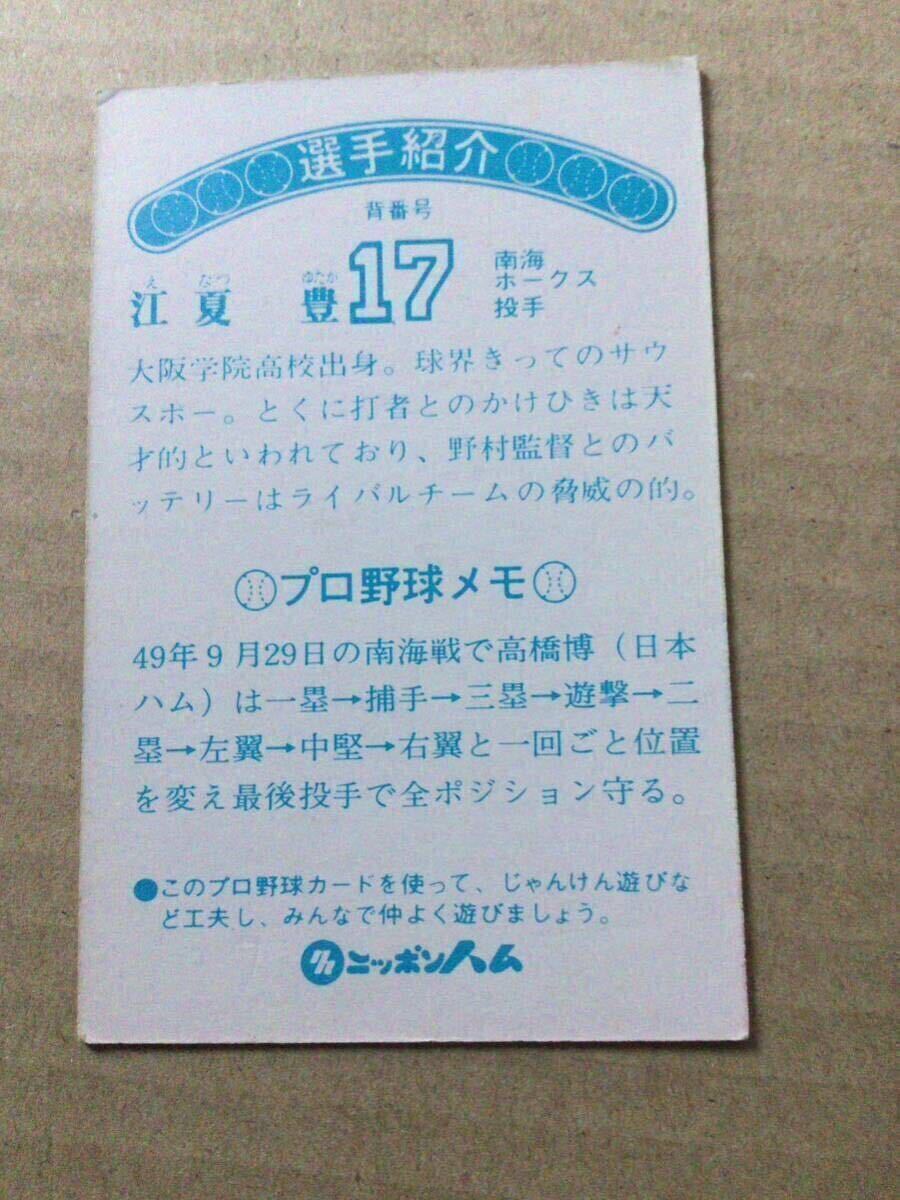 選手紹介
背番号
え なつ ゆたか
江夏 豊 17 南海
ホークス
投手
大阪学院高校出身。球界きってのサウ
スポー。とくに打者とのかけひきは天
才的といわれており、野村監督とのバ
ッテリーはライバルチームの脅威の的。
プロ野球メモ
49年9月29日の南海戦で高橋博(日本
ハム)は一塁→捕手→三塁→遊撃→二
塁→左翼→中堅→右翼と一回ごと位置
を変え最後投手で全ポジション守る。
●このプロ野球カードを使って、じゃんけん遊びな
ど工夫し、みんなで仲よく遊びましょう。
ニッポンハム